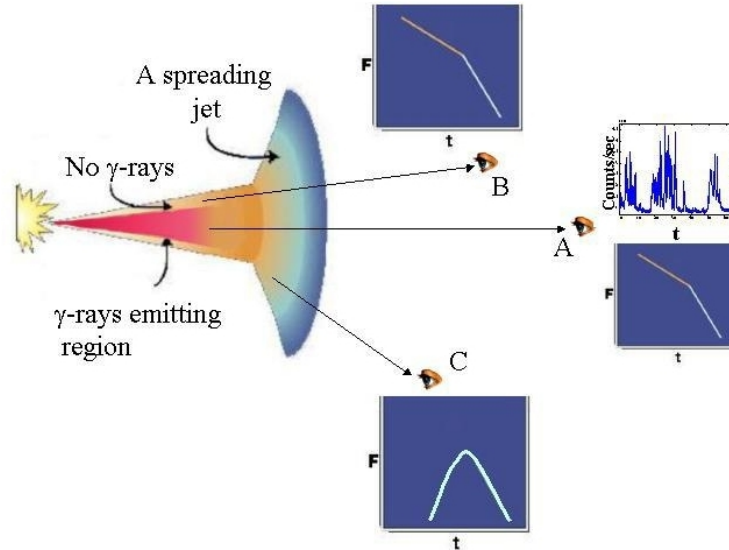 A spreading
jet
No γ-rays
γ-rays emitting
region
F
t
B
Counts/sec
t
A
F
t
C
F
t